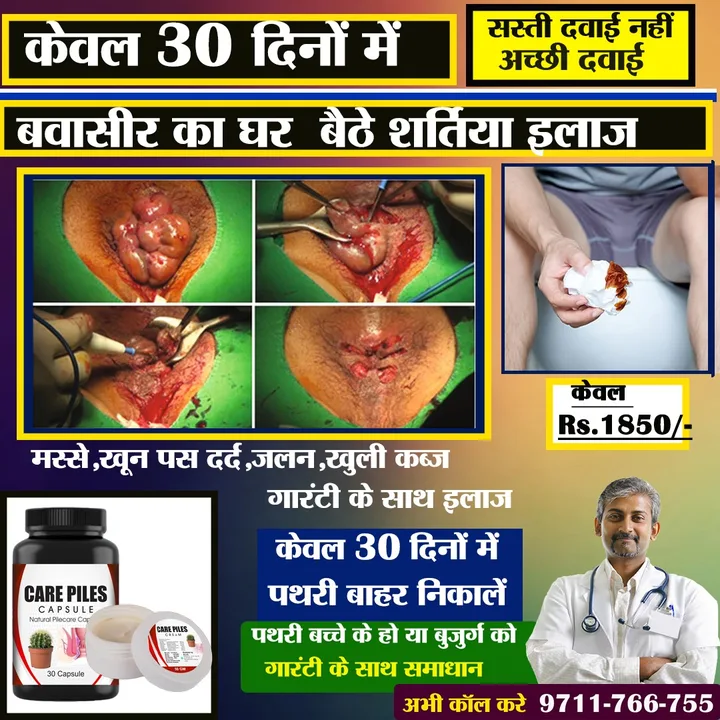 केवल 30 दिनों में
सस्ती दवाई नहीं
अच्छी दवाई
बवासीर का घर बैठे शर्तिया इलाज
केवल
Rs.1850/-
मस्से ,खून पस दर्द ,जलन ,खुली कब्ज
गारंटी के साथ इलाज
केवल 30 दिनों में
पथरी बाहर निकालें
पथरी बच्चे के हो या बुजुर्ग को
गारंटी के साथ समाधान
अभी कॉल करे 9711-766-755
CARE PILES
CAPSULE
Natural Pilecare Cap
30 Capsule
CARE PILES
CREAM